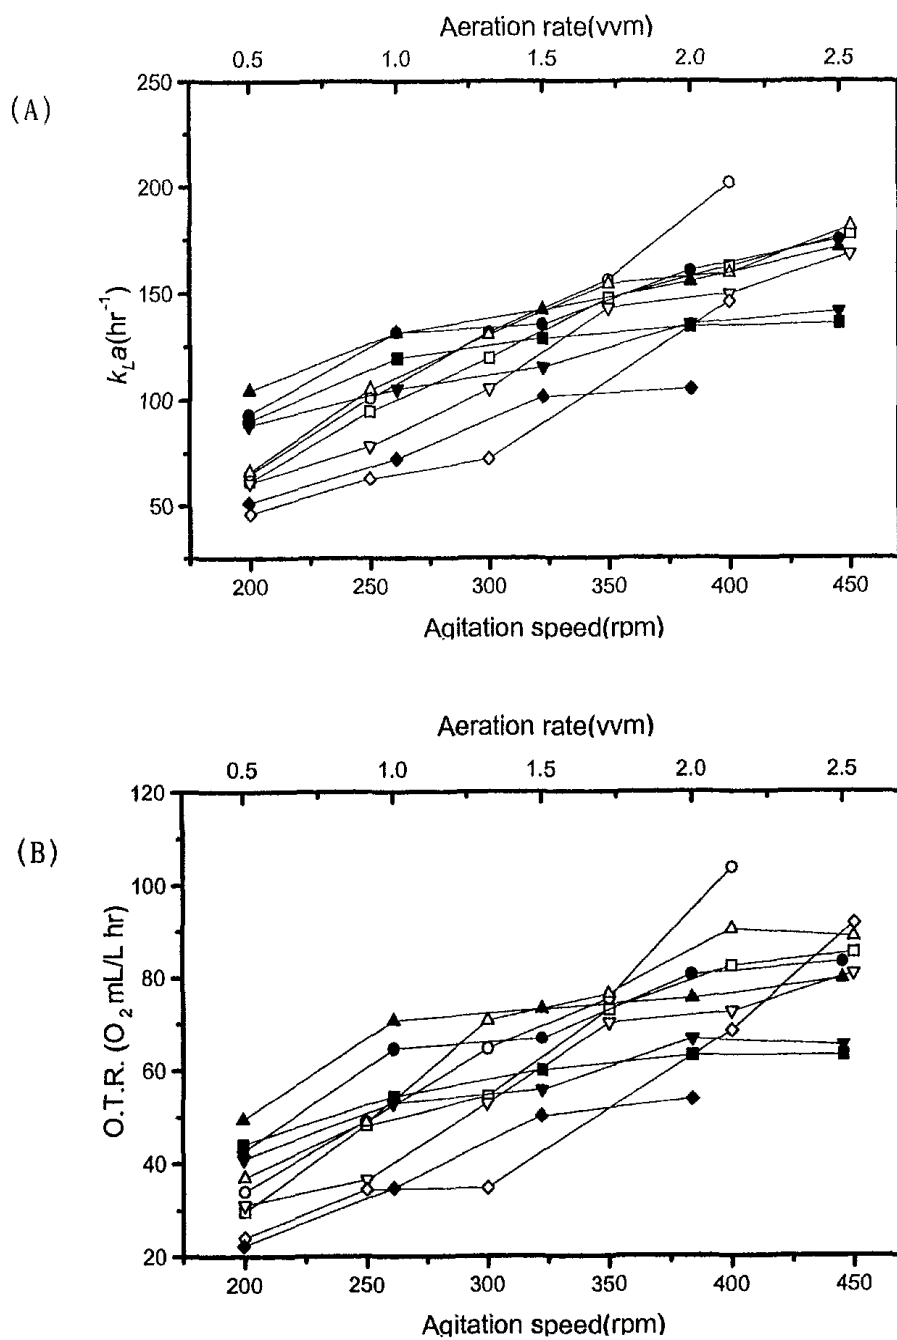 Aeration rate(vvm)
0.5 1.0 1.5 2.0 2.5
(A)
250
200
150
100
50
k_L a(hr⁻¹)
200 250 300 350 400 450
Agitation speed(rpm)
Aeration rate(vvm)
0.5 1.0 1.5 2.0 2.5
(B)
120
100
80
60
40
20
O.T.R. (O₂ mL/L hr)
200 250 300 350 400 450
Agitation speed(rpm)